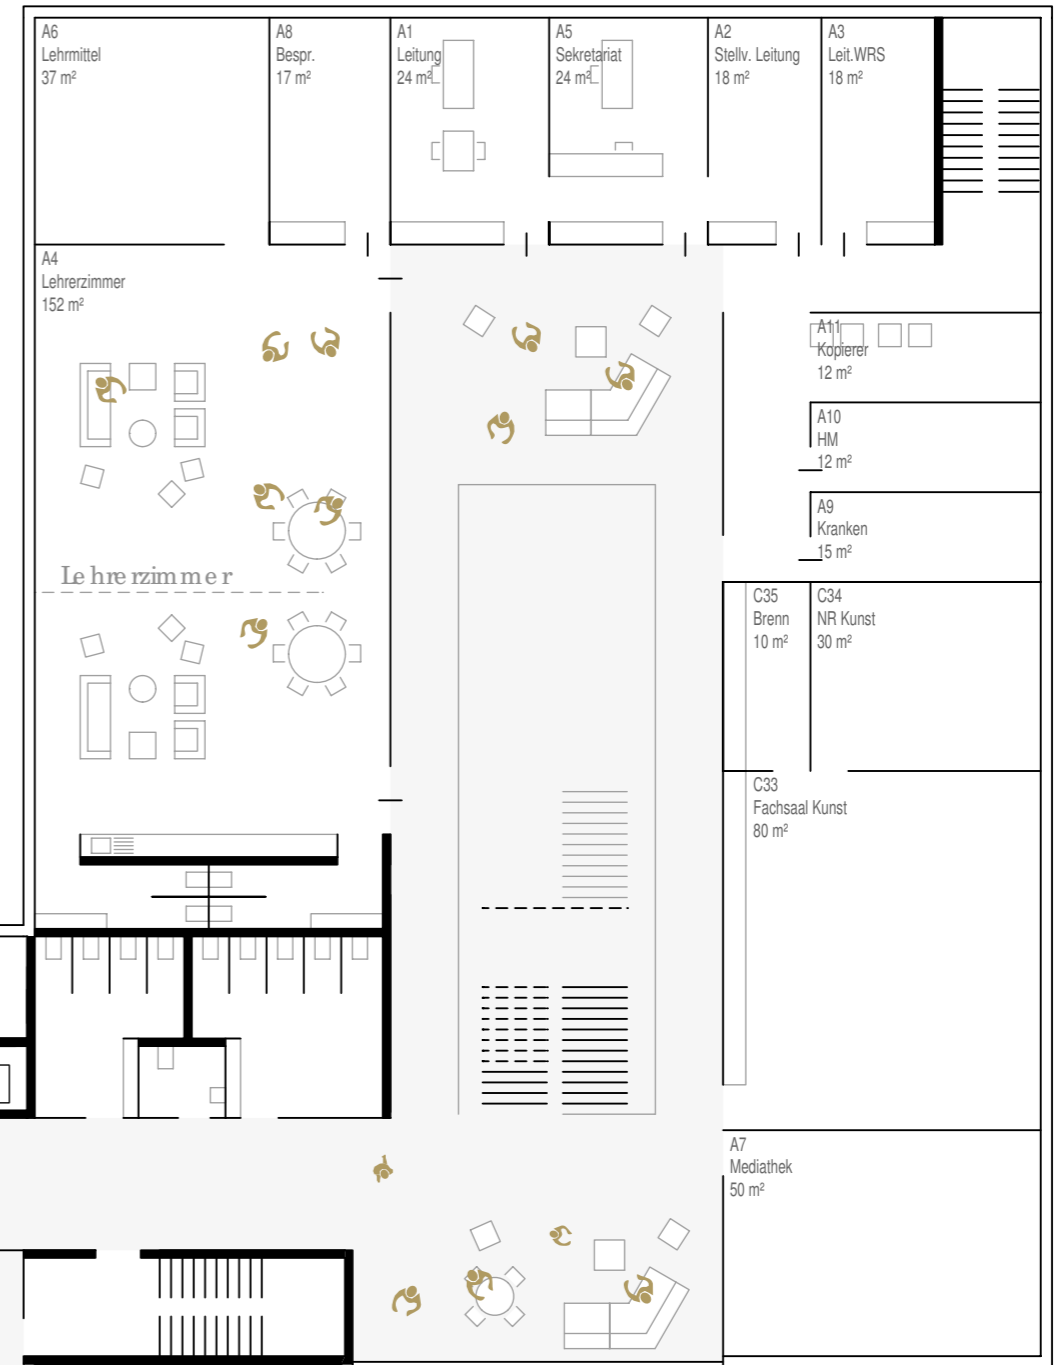 A6
Lehrmittel
37 m²
A8
Bespr.
17 m²
A1
Leitung
24 m²
A5
Sekretariat
24 m²
A2
Stellv. Leitung
18 m²
A3
Leit.WRS
18 m²
A4
Lehrerzimmer
152 m²
A11
Kopierer
12 m²
A10
HM
12 m²
A9
Kranken
15 m²
Lehrerzimmer
C35
Brenn
10 m²
C34
NR Kunst
30 m²
C33
Fachsaal Kunst
80 m²
A7
Mediathek
50 m²